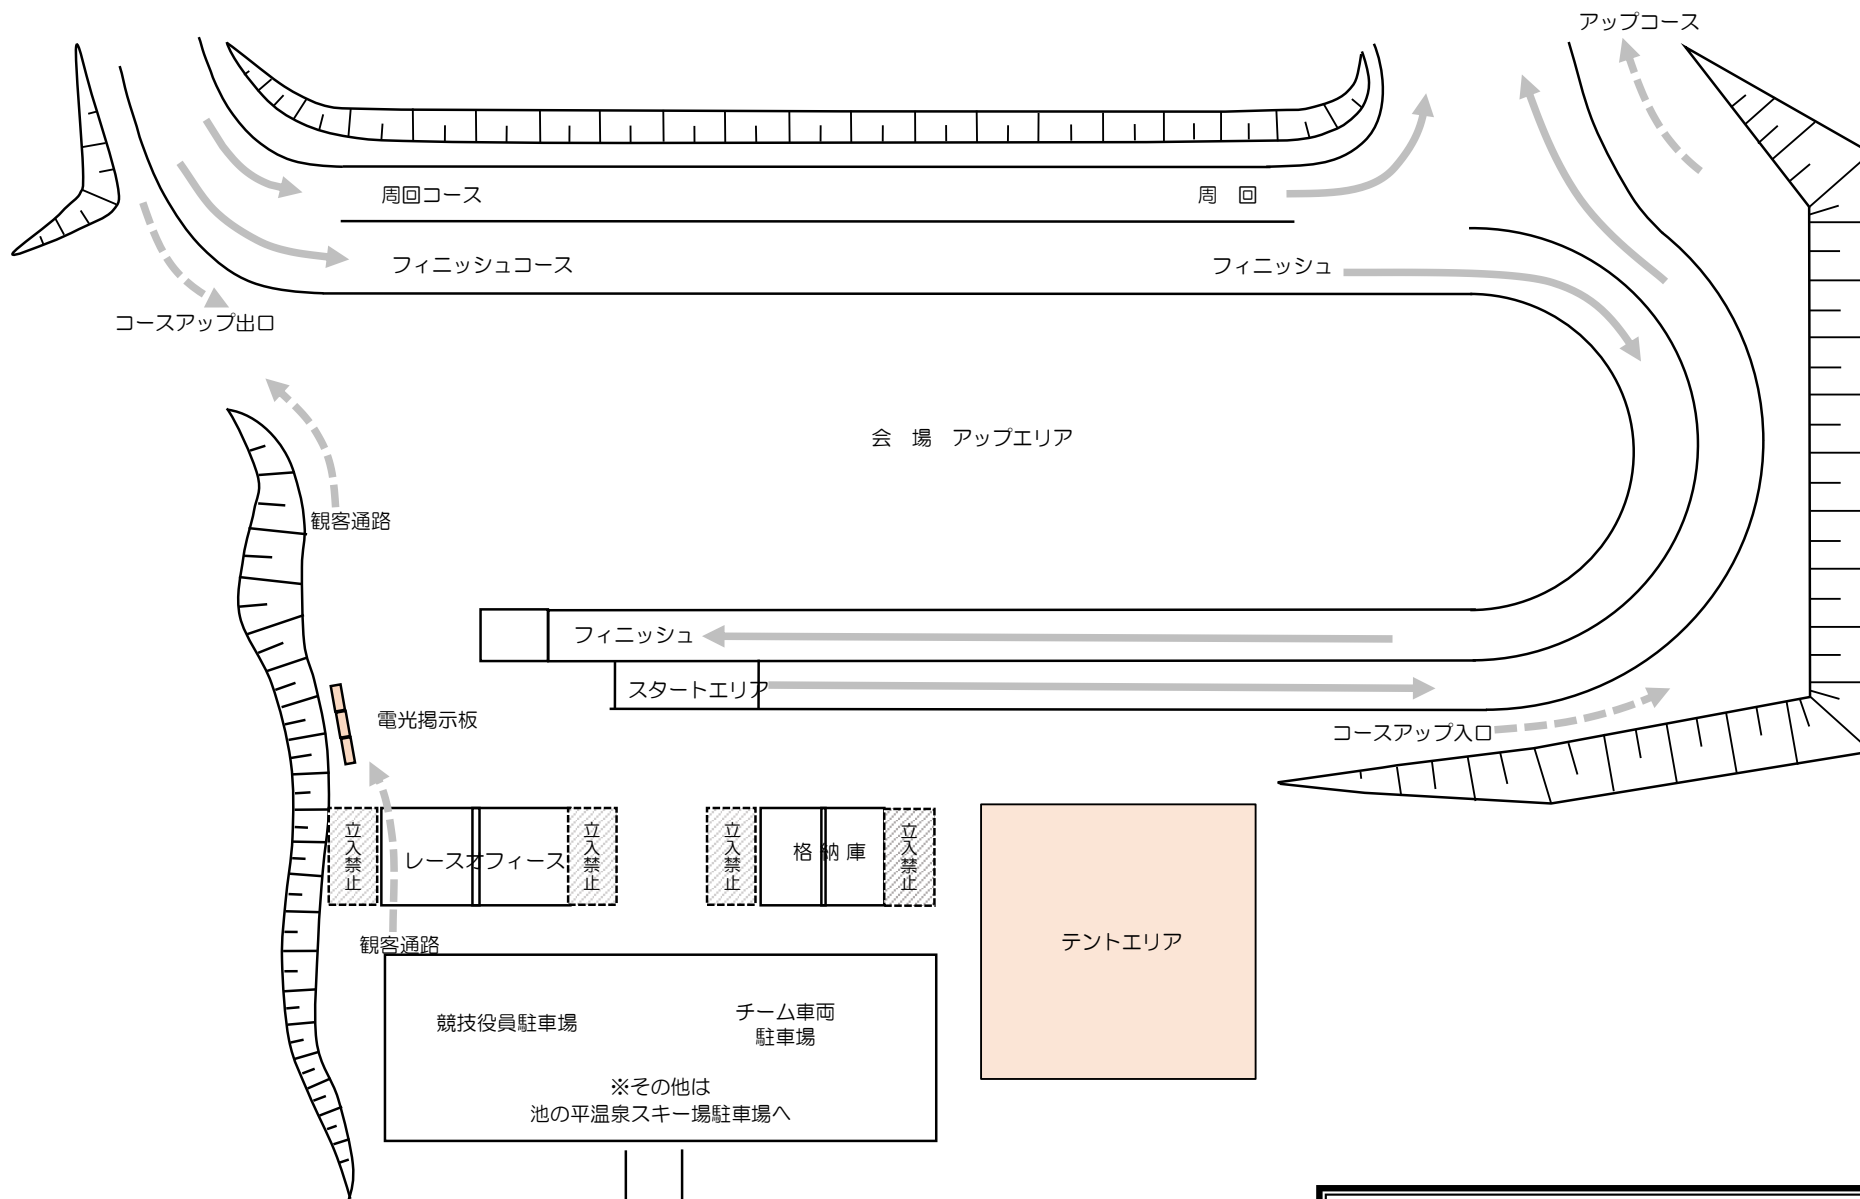 アップコース
周回コース
周　回
フィニッシュコース
フィニッシュ
コースアップ出口
会　場　アップエリア
観客通路
フィニッシュ
スタートエリア
電光掲示板
コースアップ入口
立入禁止
レースオフィース
立入禁止
立入禁止
格 納 庫
立入禁止
観客通路
テントエリア
競技役員駐車場
チーム車両
駐車場
※その他は
池の平温泉スキー場駐車場へ